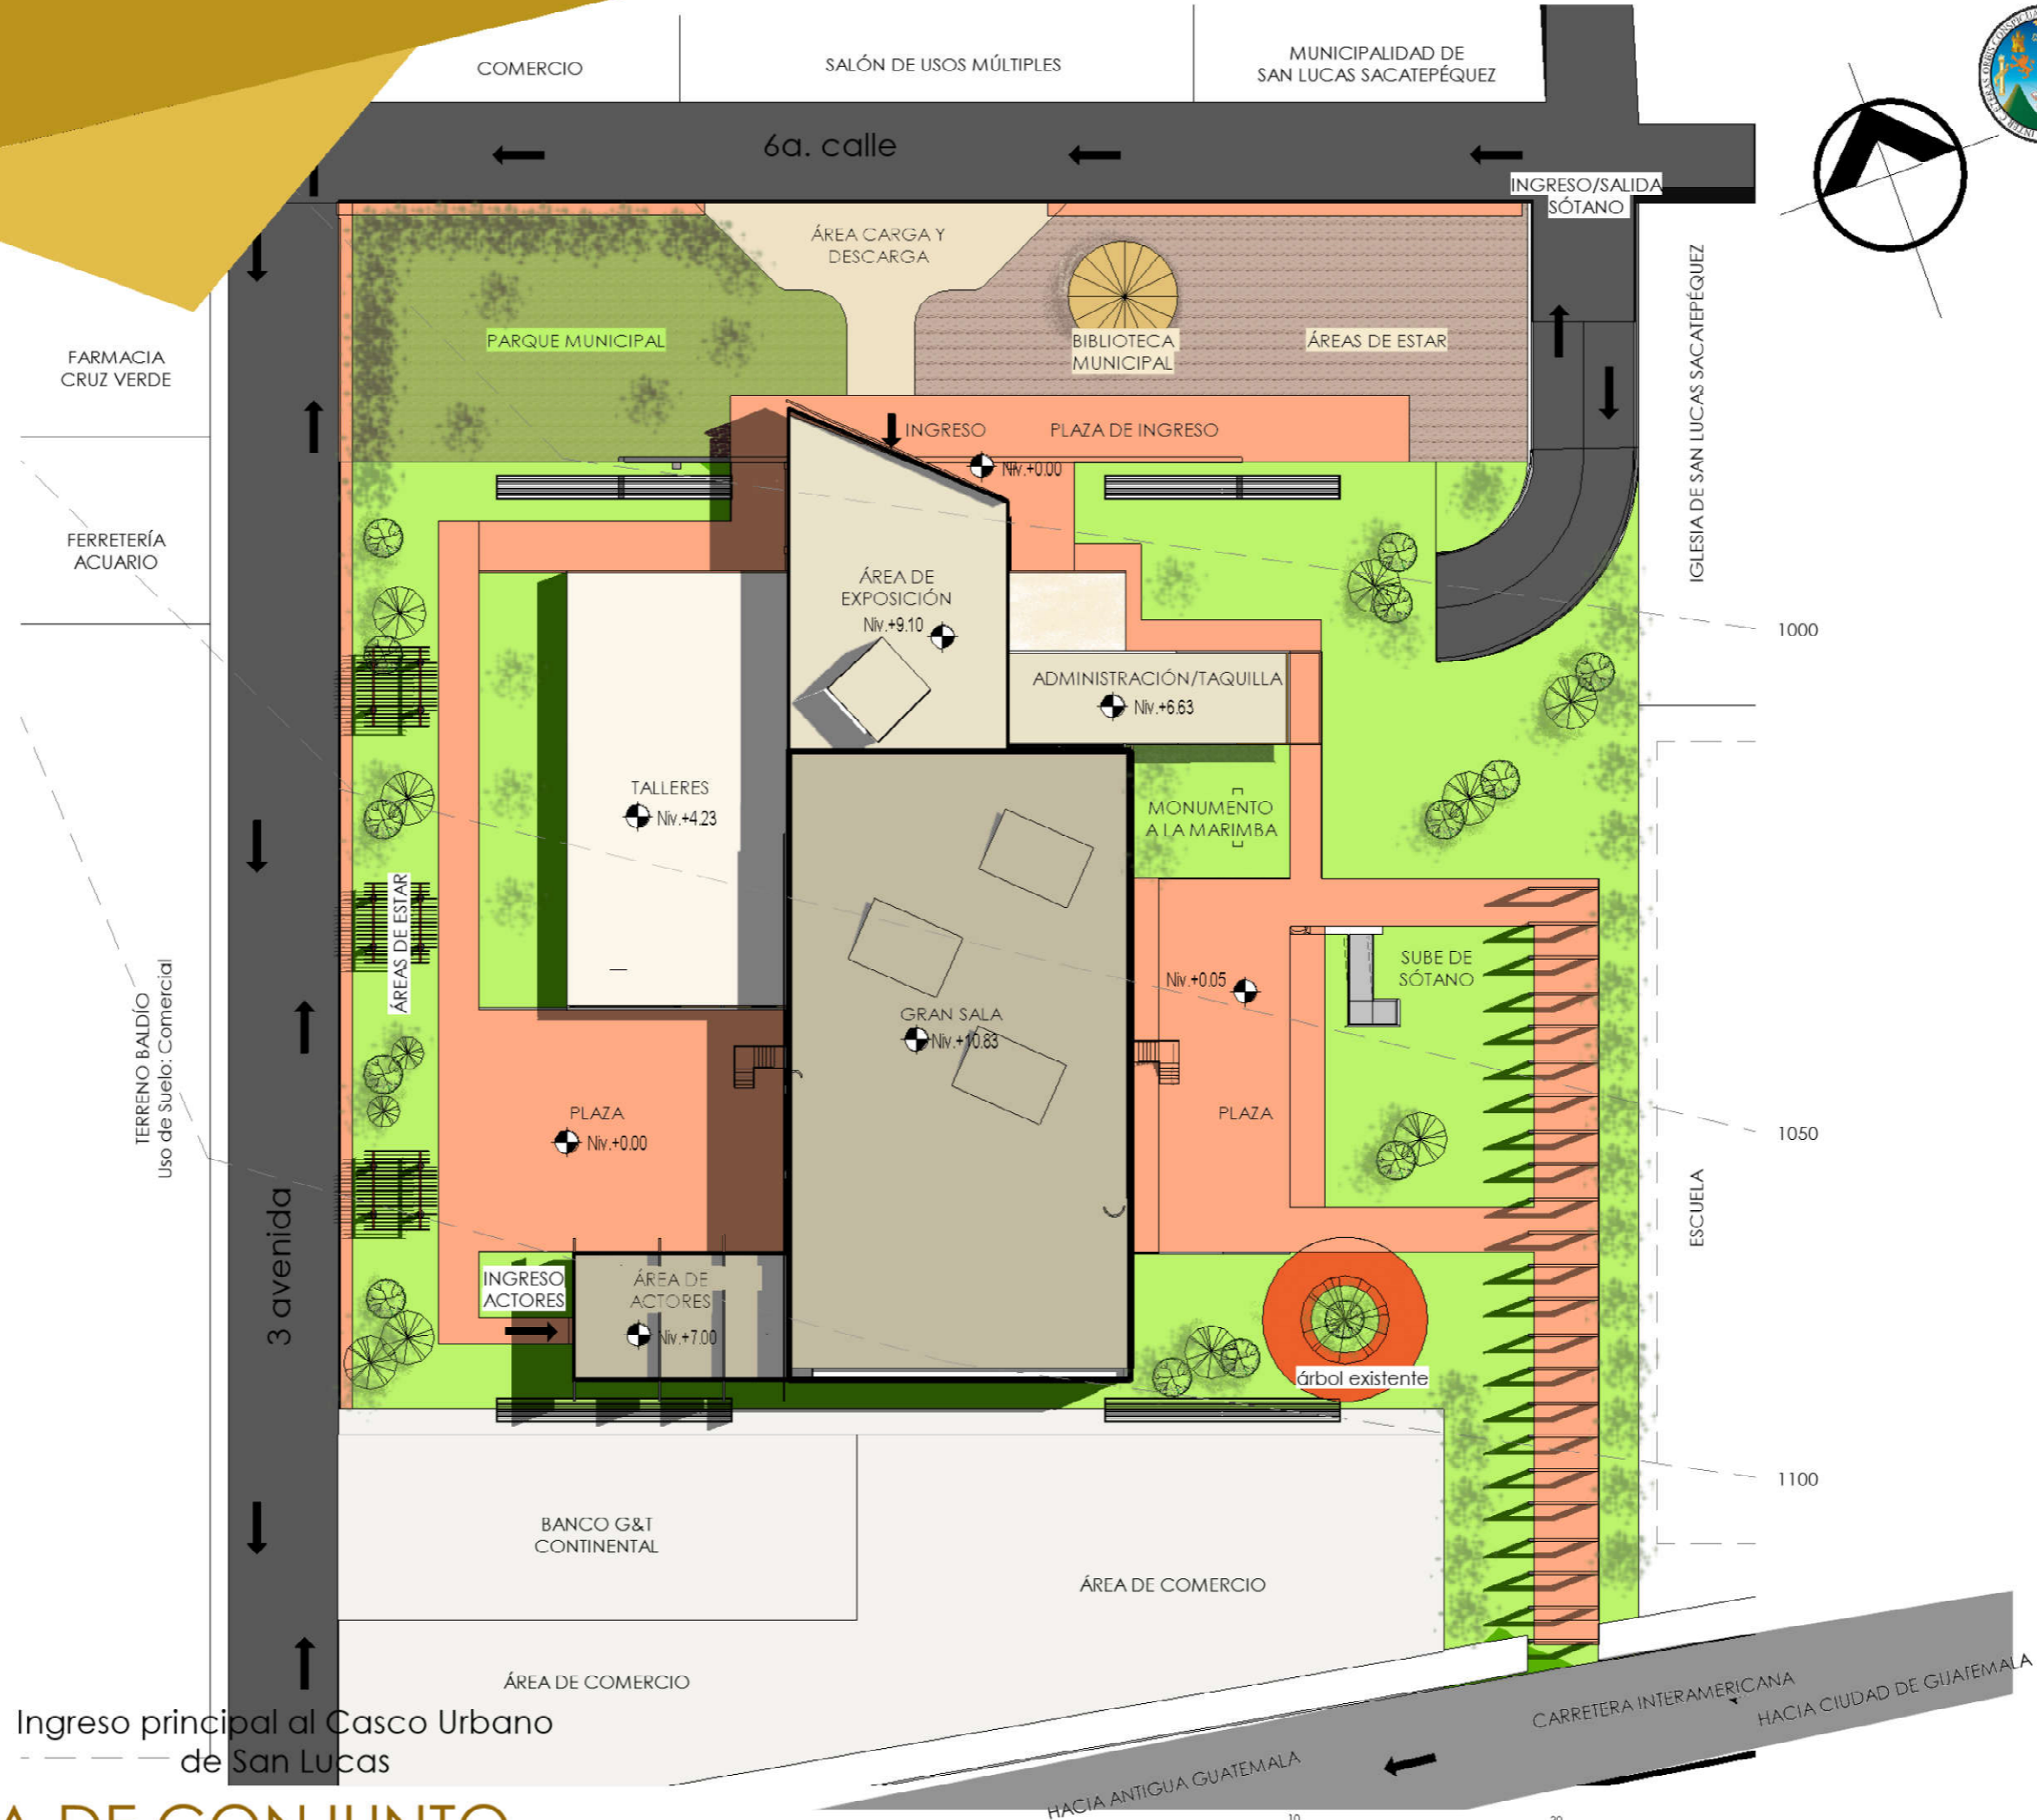 COMERCIO
SALÓN DE USOS MÚLTIPLES
MUNICIPALIDAD DE
SAN LUCAS SACATEPÉQUEZ
6a. calle
INGRESO/SALIDA
SÓTANO
ÁREA CARGA Y
DESCARGA
PARQUE MUNICIPAL
BIBLIOTECA
MUNICIPAL
ÁREAS DE ESTAR
IGLESIA DE SAN LUCAS SACATEPÉQUEZ
FARMACIA
CRUZ VERDE
INGRESO
PLAZA DE INGRESO
Niv.+0.00
FERRETERÍA
ACUARIO
ÁREA DE
EXPOSICIÓN
Niv.+9.10
1000
ADMINISTRACIÓN/TAQUILLA
Niv.+6.63
TALLERES
Niv.+4.23
MONUMENTO
A LA MARIMBA
ÁREAS DE ESTAR
SUBE DE
SÓTANO
Niv.+0.05
GRAN SALA
Niv.+10.83
TERRENO BALDÍO
Uso de Suelo: Comercial
PLAZA
Niv.+0.00
PLAZA
1050
ESCUELA
3 avenida
INGRESO
ACTORES
ÁREA DE
ACTORES
Niv.+7.00
árbol existente
1100
BANCO G&T
CONTINENTAL
ÁREA DE COMERCIO
ÁREA DE COMERCIO
CARRETERA INTERAMERICANA
HACIA CIUDAD DE GUATEMALA
HACIA ANTIGUA GUATEMALA
Ingreso principal al Casco Urbano
de San Lucas
A DE CONJUNTO
10
20